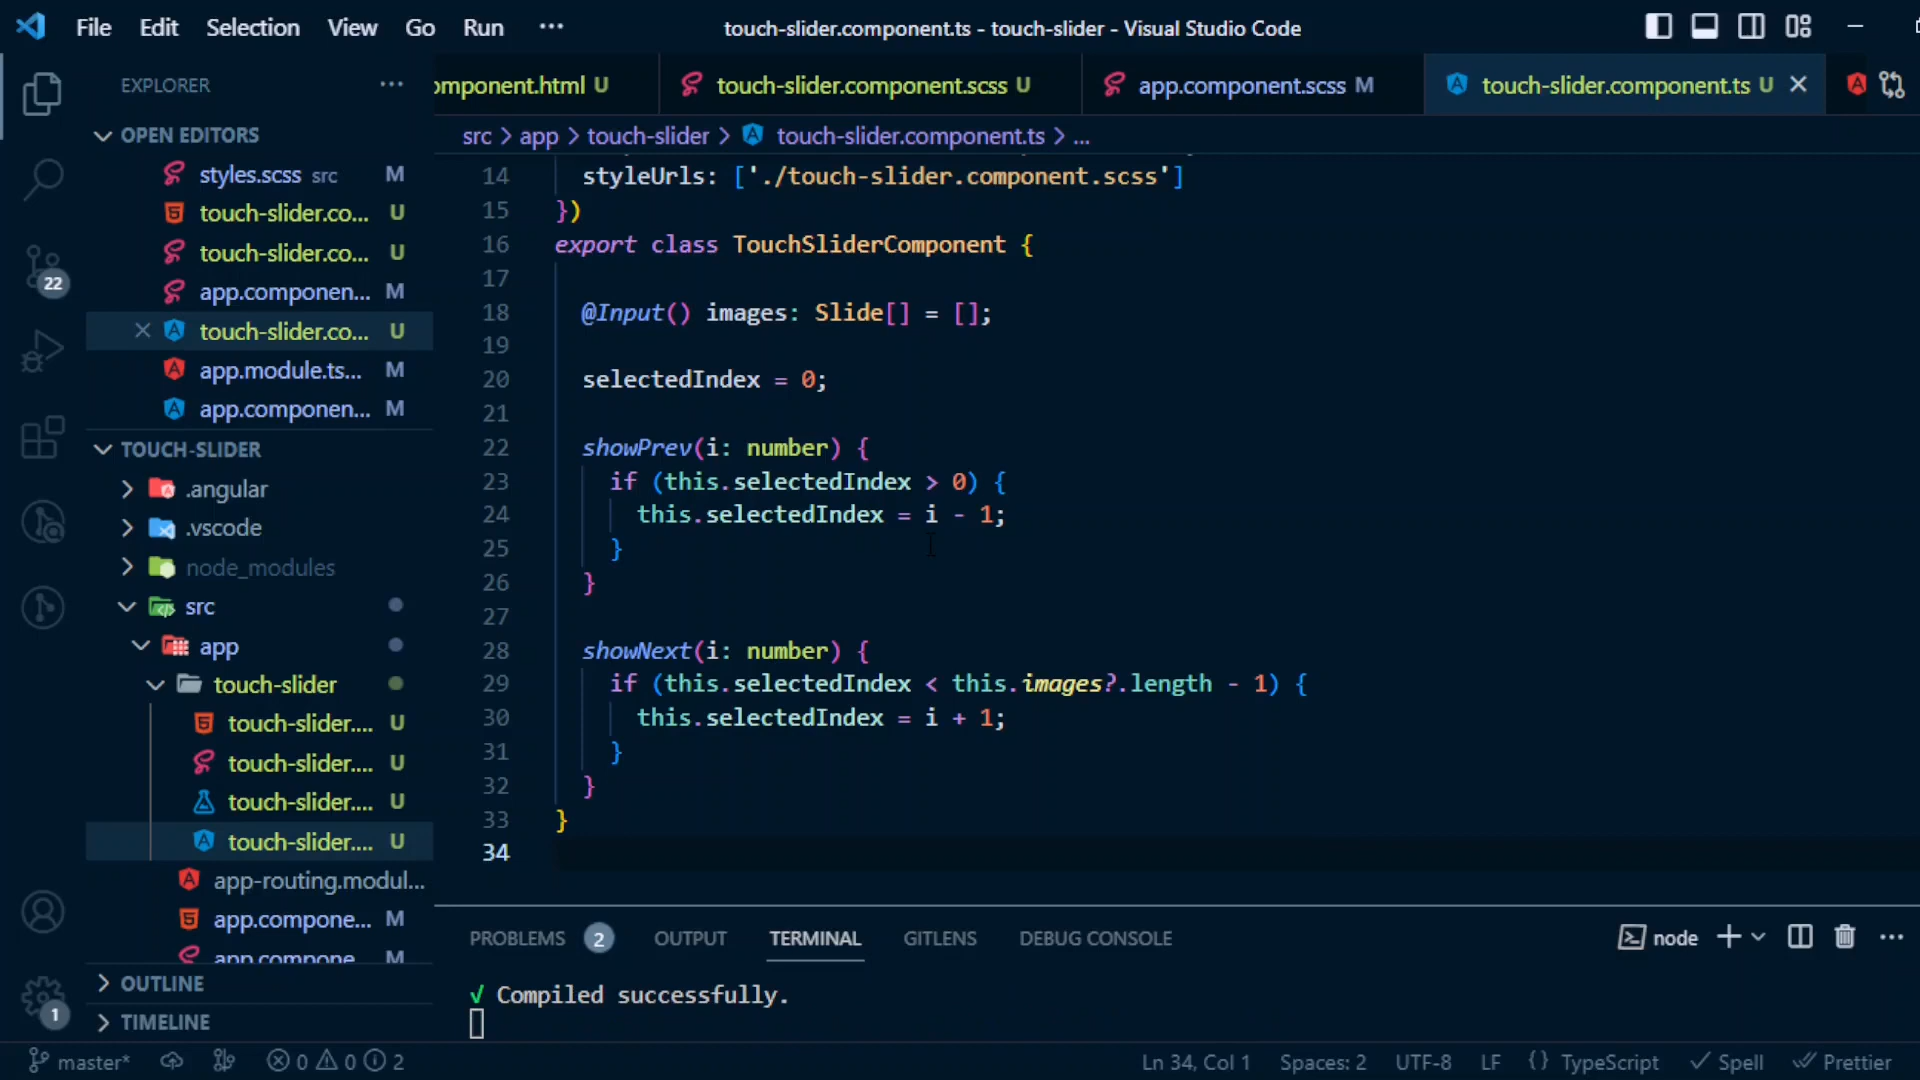 File Edit Selection View Go Run ···
touch-slider.component.ts - touch-slider - Visual Studio Code
EXPLORER ···
omponent.html U
touch-slider.component.scss U
app.component.scss M
touch-slider.component.ts U
src > app > touch-slider > touch-slider.component.ts > ...
OPEN EDITORS
styles.scss src M
touch-slider.co... U
touch-slider.co... U
app.componen... M
touch-slider.co... U
app.module.ts... M
app.componen... M
TOUCH-SLIDER
.angular
.vscode
node_modules
src
app
touch-slider
touch-slider.... U
touch-slider.... U
touch-slider.... U
touch-slider.... U
app-routing.modul...
app.compone... M
app.compone M
OUTLINE
TIMELINE
22
1
14 styleUrls: ['./touch-slider.component.scss']
15 })
16 export class TouchSliderComponent {
17
18 @Input() images: Slide[] = [];
19
20 selectedIndex = 0;
21
22 showPrev(i: number) {
23 if (this.selectedIndex > 0) {
24 this.selectedIndex = i - 1;
25 }
26 }
27
28 showNext(i: number) {
29 if (this.selectedIndex < this.images?.length - 1) {
30 this.selectedIndex = i + 1;
31 }
32 }
33 }
34
PROBLEMS 2 OUTPUT TERMINAL GITLENS DEBUG CONSOLE
node
√ Compiled successfully.
master* 0 0 2
Ln 34, Col 1 Spaces: 2 UTF-8 LF {} TypeScript Spell Prettier